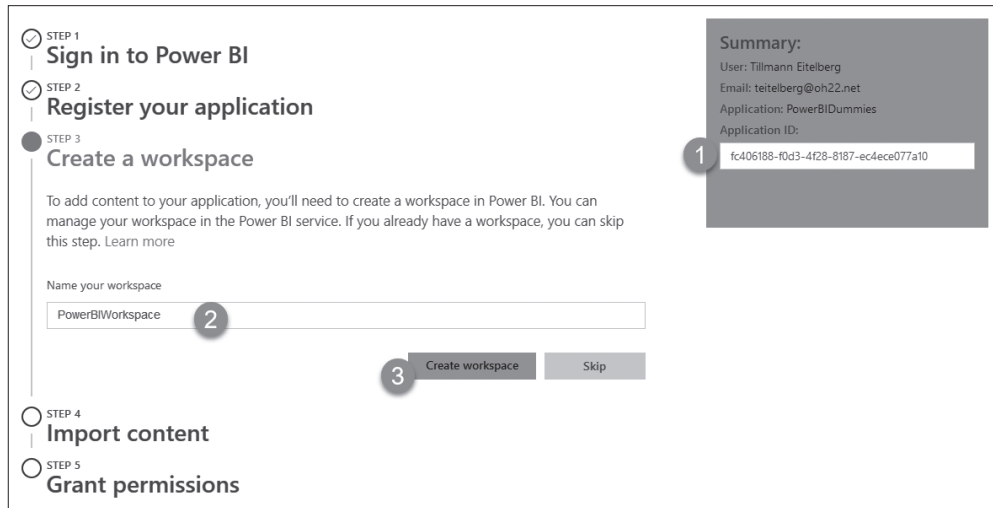 STEP 1
Sign in to Power BI
STEP 2
Register your application
STEP 3
Create a workspace
To add content to your application, you'll need to create a workspace in Power BI. You can
manage your workspace in the Power BI service. If you already have a workspace, you can skip
this step. Learn more
Name your workspace
PowerBIWorkspace
2
3
Create workspace
Skip
STEP 4
Import content
STEP 5
Grant permissions
Summary:
User: Tillmann Eitelberg
Email: teitelberg@oh22.net
Application: PowerBIDummies
Application ID:
1
fc406188-f0d3-4f28-8187-ec4ece077a10